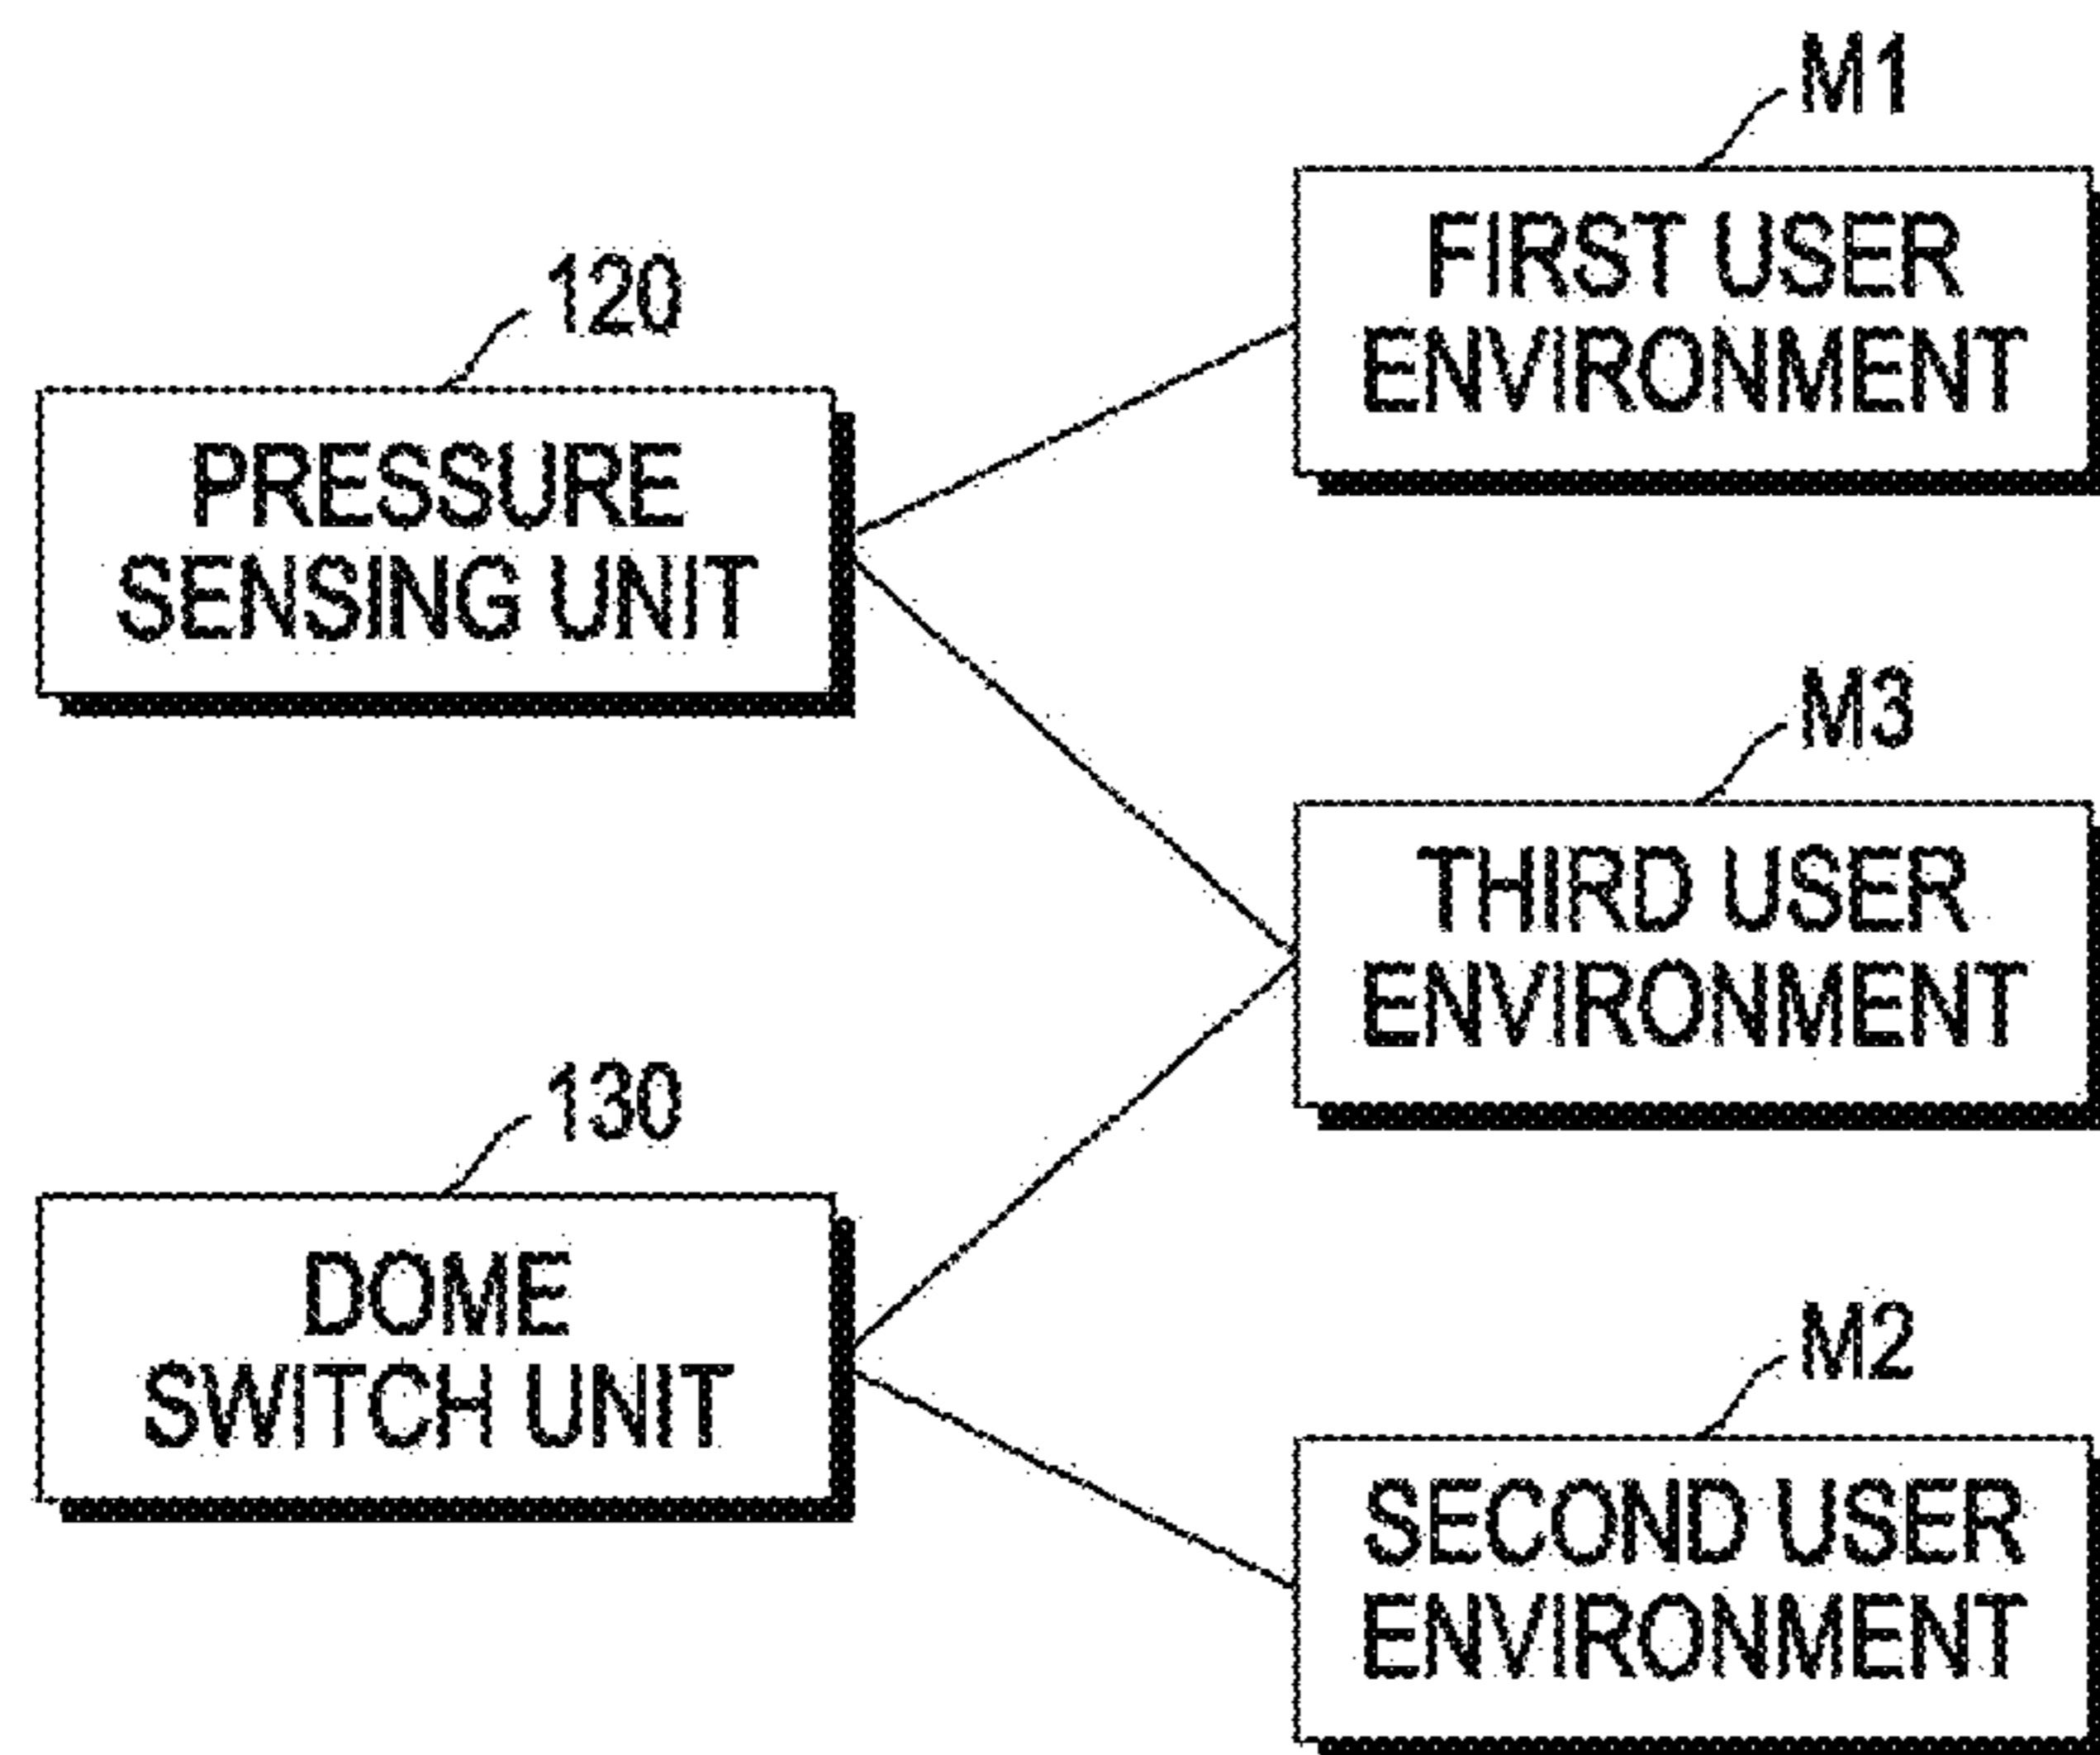 M1
FIRST USER
ENVIRONMENT
120
PRESSURE
SENSING UNIT
M3
THIRD USER
ENVIRONMENT
130
DOME
SWITCH UNIT
M2
SECOND USER
ENVIRONMENT